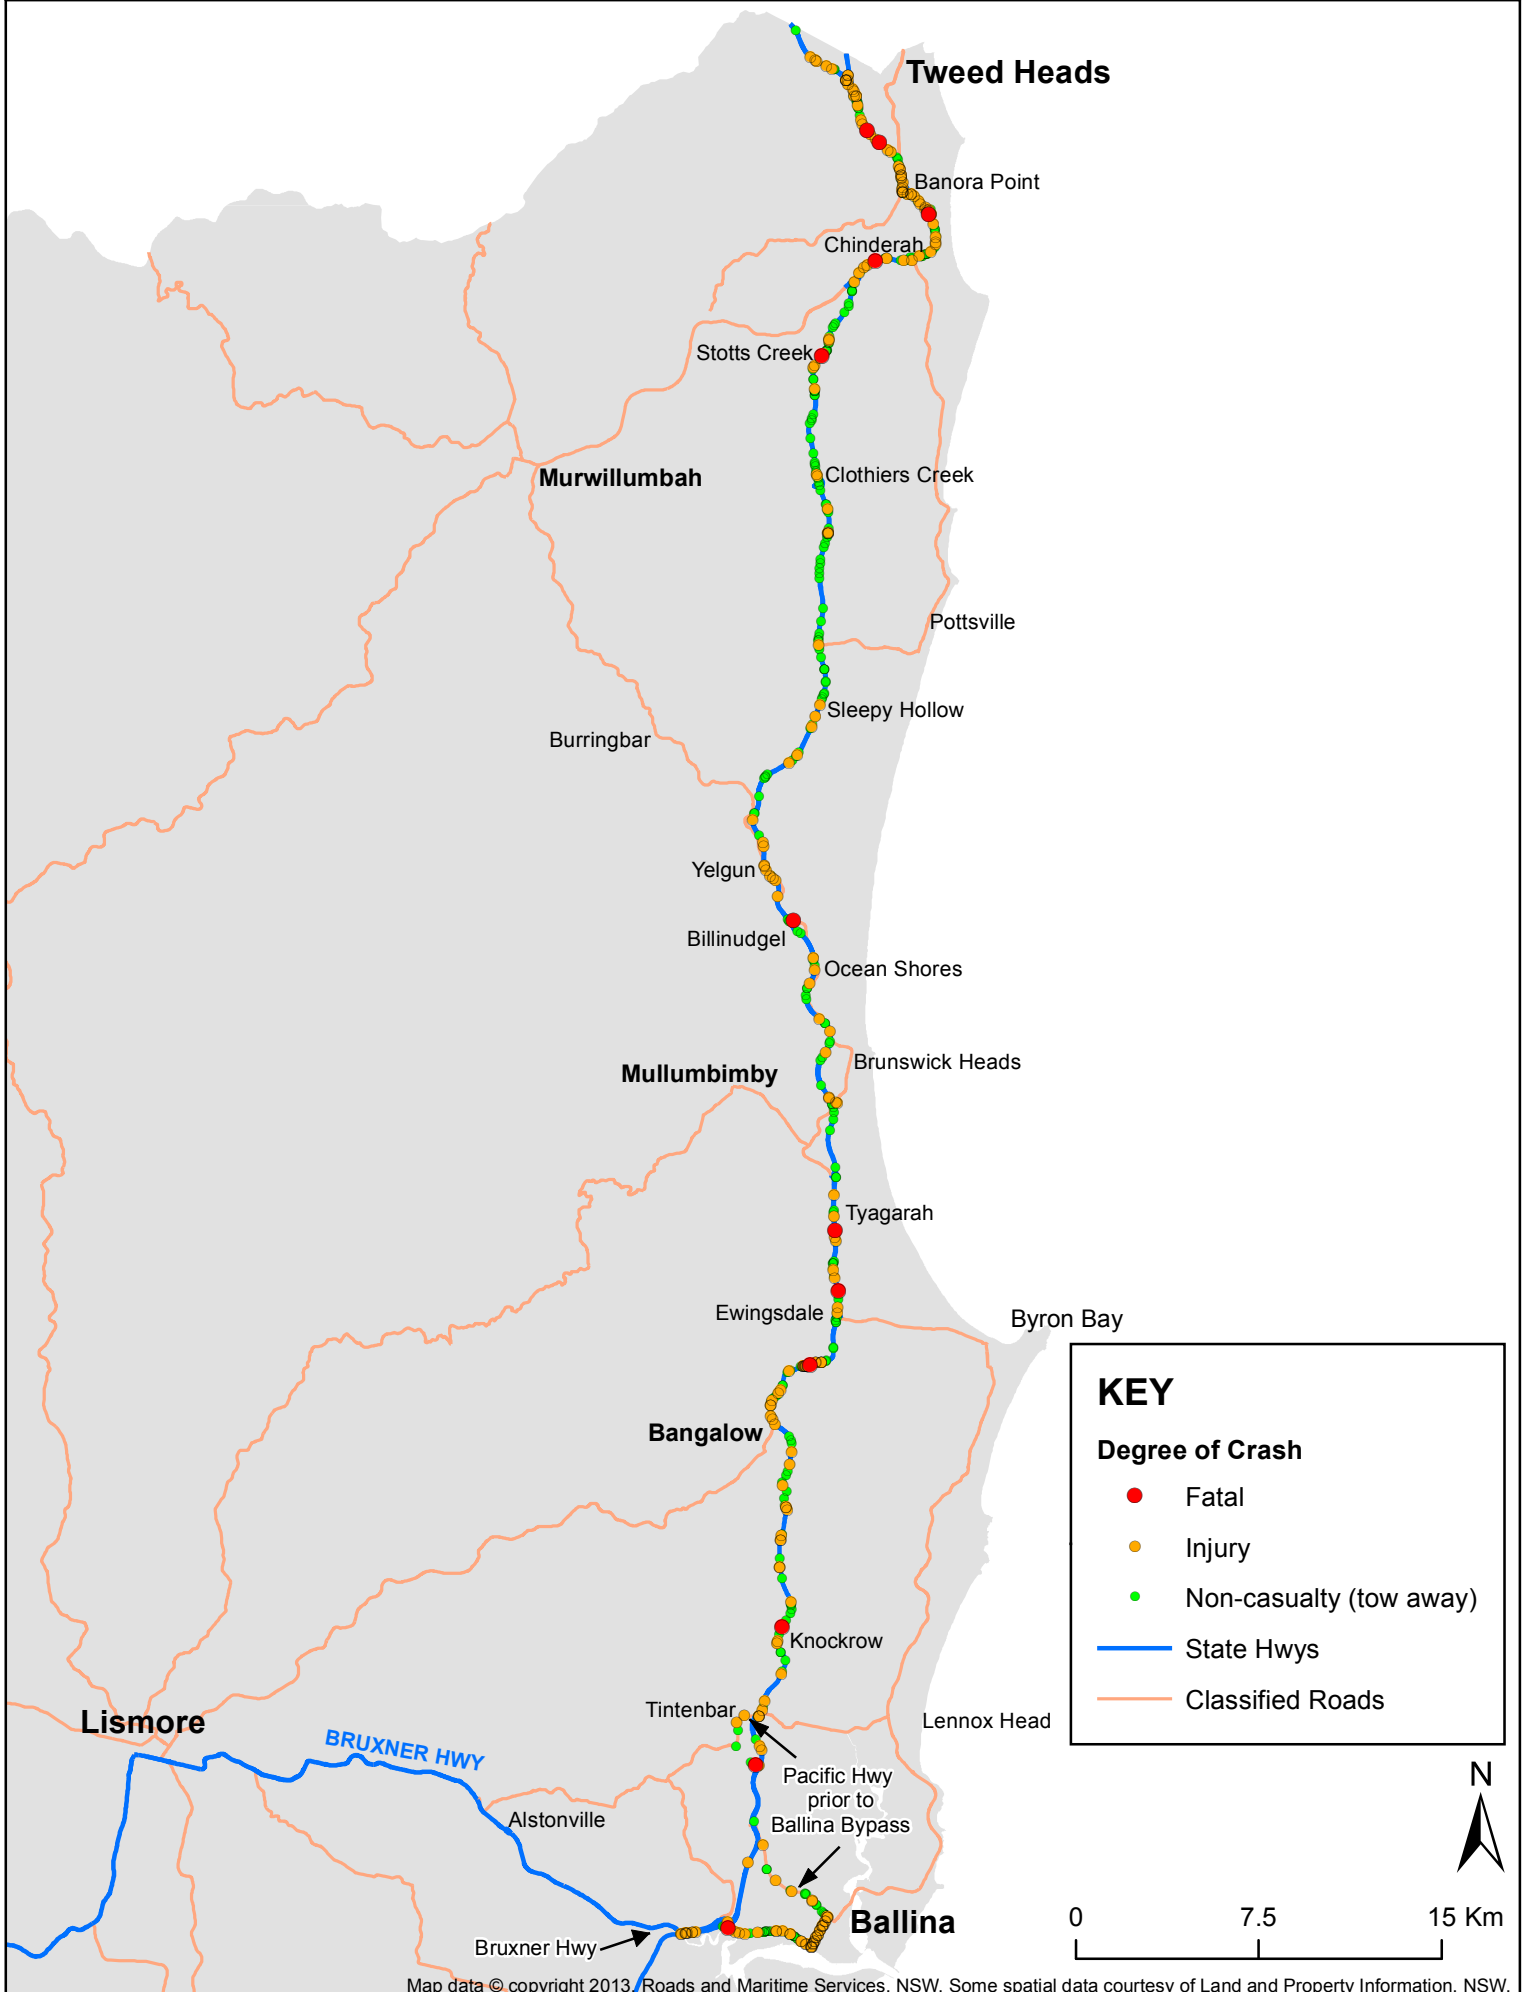 Tweed Heads
Banora Point
Chinderah
Stotts Creek
Clothiers Creek
Murwillumbah
Pottsville
Sleepy Hollow
Burringbar
Yelgun
Billinudgel
Ocean Shores
Brunswick Heads
Mullumbimby
Tyagarah
Ewingsdale
Byron Bay
Bangalow
KEY
Degree of Crash
Fatal
Injury
Non-casualty (tow away)
State Hwys
Classified Roads
Knockrow
Tintenbar
Lismore
Lennox Head
BRUXNER HWY
Pacific Hwy
prior to
Ballina Bypass
Alstonville
N
Ballina
Bruxner Hwy
0 7.5 15 Km
Map data © copyright 2013, Roads and Maritime Services, NSW. Some spatial data courtesy of Land and Property Information, NSW.